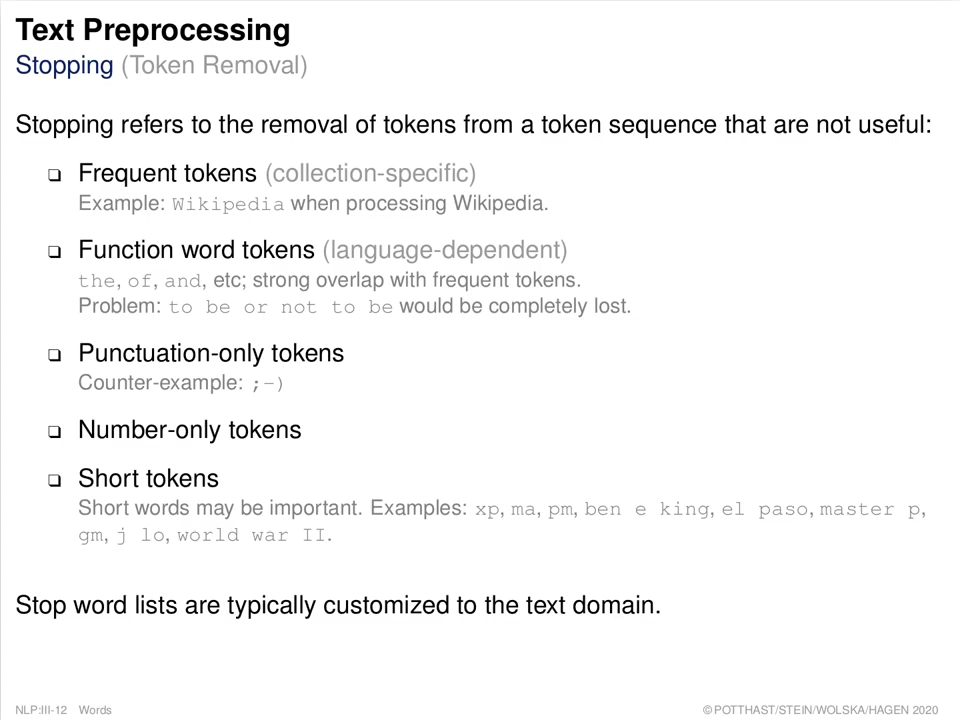 Text Preprocessing
Stopping (Token Removal)
Stopping refers to the removal of tokens from a token sequence that are not useful:
❑ Frequent tokens (collection-specific)
Example: Wikipedia when processing Wikipedia.
❑ Function word tokens (language-dependent)
the, of, and, etc; strong overlap with frequent tokens.
Problem: to be or not to be would be completely lost.
❑ Punctuation-only tokens
Counter-example: ;-)
❑ Number-only tokens
❑ Short tokens
Short words may be important. Examples: xp, ma, pm, ben e king, el paso, master p,
gm, j lo, world war II.
Stop word lists are typically customized to the text domain.
NLP:III-12 Words
© POTTHAST/STEIN/WOLSKA/HAGEN 2020